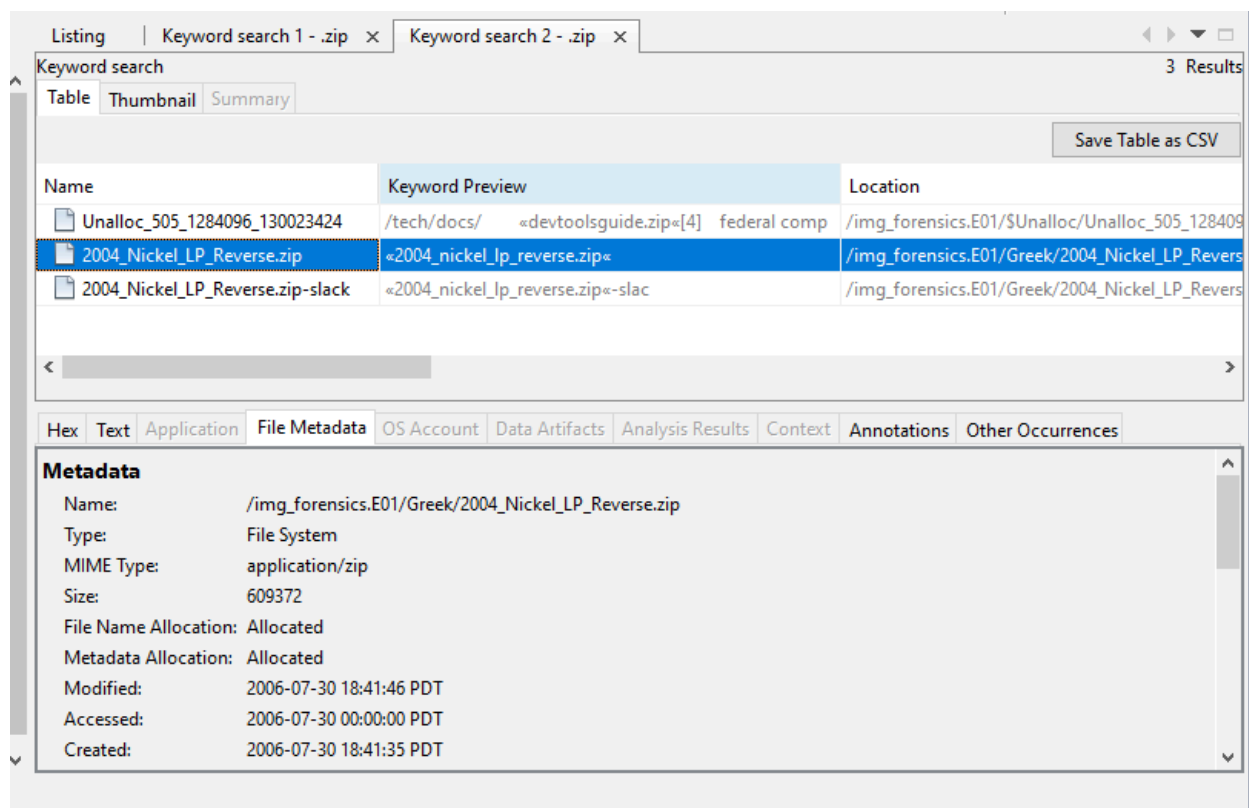 Listing | Keyword search 1 - .zip × Keyword search 2 - .zip ×
Keyword search 3 Results
Table Thumbnail Summary
Save Table as CSV
Name Keyword Preview Location
Unalloc_505_1284096_130023424 /tech/docs/ «devtoolsguide.zip«[4] federal comp /img_forensics.E01/$Unalloc/Unalloc_505_128409
2004_Nickel_LP_Reverse.zip «2004_nickel_lp_reverse.zip« /img_forensics.E01/Greek/2004_Nickel_LP_Revers
2004_Nickel_LP_Reverse.zip-slack «2004_nickel_lp_reverse.zip«-slac /img_forensics.E01/Greek/2004_Nickel_LP_Revers
Hex Text Application File Metadata OS Account Data Artifacts Analysis Results Context Annotations Other Occurrences
Metadata
Name: /img_forensics.E01/Greek/2004_Nickel_LP_Reverse.zip
Type: File System
MIME Type: application/zip
Size: 609372
File Name Allocation: Allocated
Metadata Allocation: Allocated
Modified: 2006-07-30 18:41:46 PDT
Accessed: 2006-07-30 00:00:00 PDT
Created: 2006-07-30 18:41:35 PDT